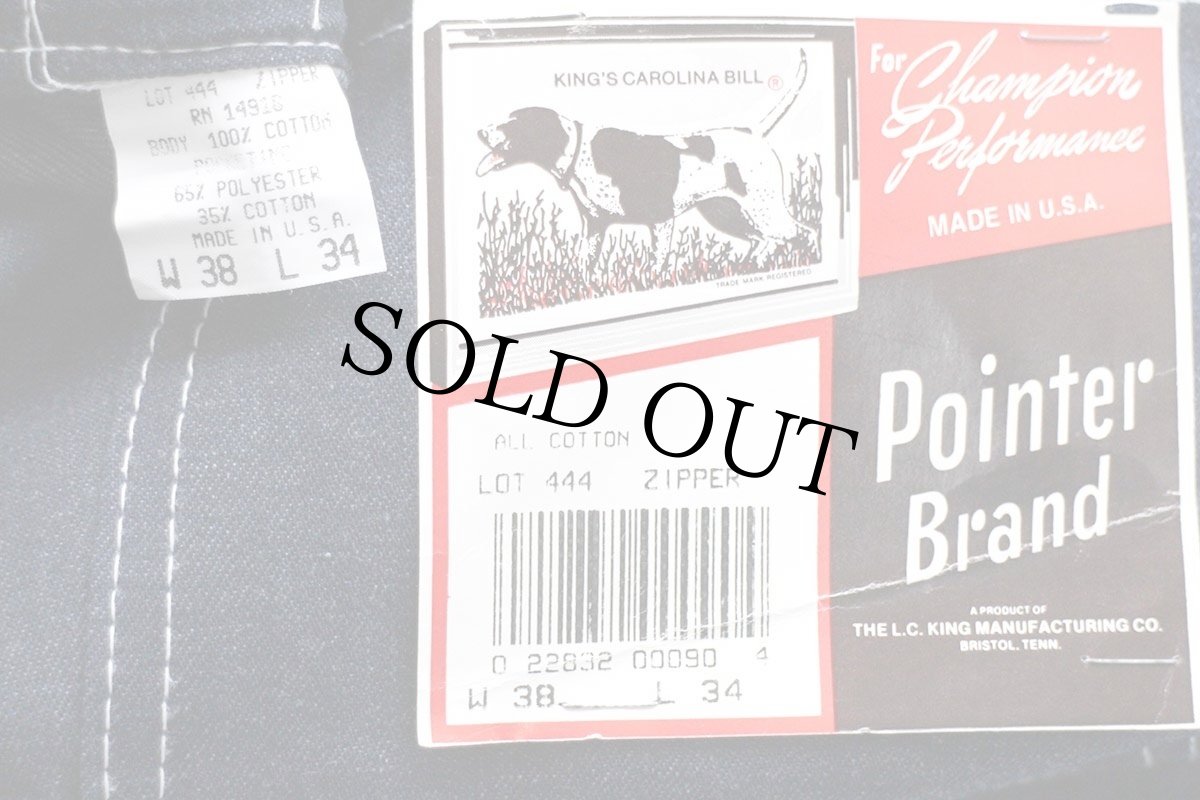 LOT 444 ZIPPER
RN 14918
BODY 100% COTTON
POCKETING
65% POLYESTER
35% COTTON
MADE IN U.S.A.
W 38 L 34
KING'S CAROLINA BILL ®
TRADE MARK REGISTERED
For Champion
Performance
MADE IN U.S.A.
SOLD OUT
ALL COTTON
LOT 444 ZIPPER
0 22832 00090 4
W 38 L 34
Pointer
Brand
A PRODUCT OF
THE L.C. KING MANUFACTURING CO.
BRISTOL, TENN.